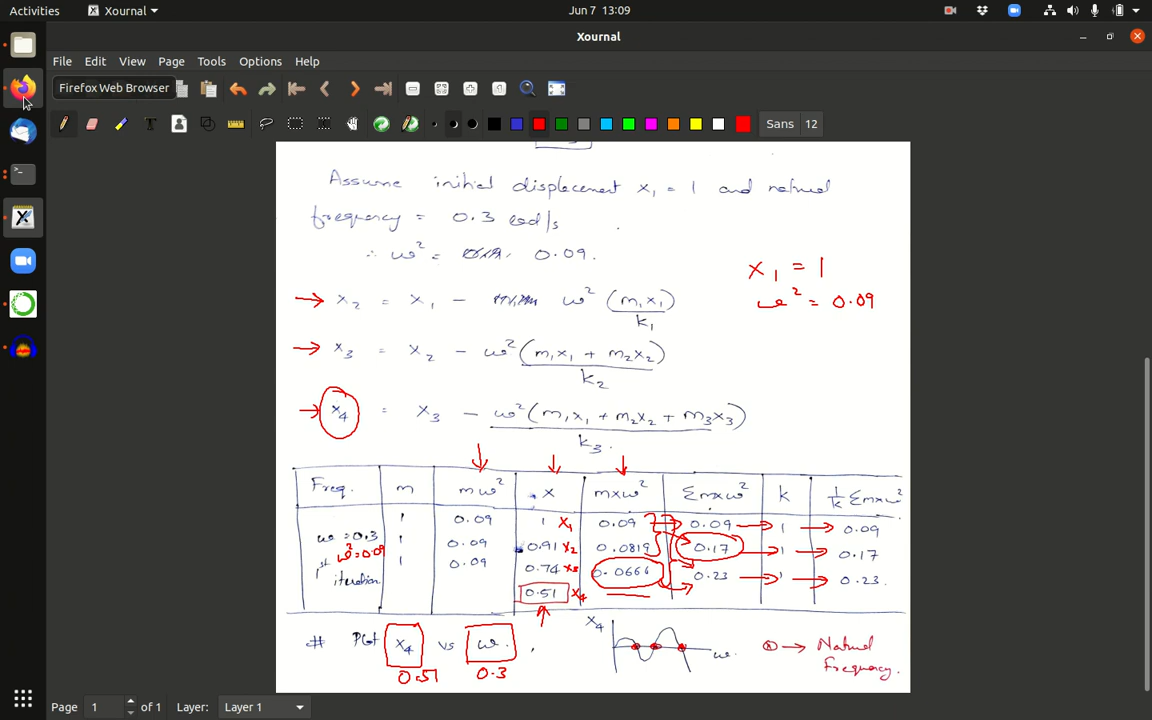 Activities Xournal Jun 7 13:09
Xournal
File Edit View Page Tools Options Help
Firefox Web Browser
Sans 12
Assume initial displacement x₁ = 1 and natural
frequency = 0.3 rad/s
∴ ω² = 0.09.
x₁ = 1
ω² = 0.09
→ x₂ = x₁ − ω² (m₁x₁) / k₁
→ x₃ = x₂ − ω² (m₁x₁ + m₂x₂) / k₂
→ x₄ = x₃ − ω² (m₁x₁ + m₂x₂ + m₃x₃) / k₃.
Freq. m mω² x mxω² Σmxω² k 1/k Σmxω²
1 0.09 1 x₁ 0.09 → 0.09 → 1 → 0.09
ω = 0.3 1 0.09 0.91 x₂ 0.0819 0.17 → 1 → 0.17
ω² = 0.09
1st iteration 1 0.09 0.74 x₃ 0.0666 0.23 → 1 → 0.23
0.51 x₄
# Plot x₄ vs ω.
0.51 0.3
x₄ ω.
→ Natural
Frequency.
Page 1 of 1 Layer: Layer 1